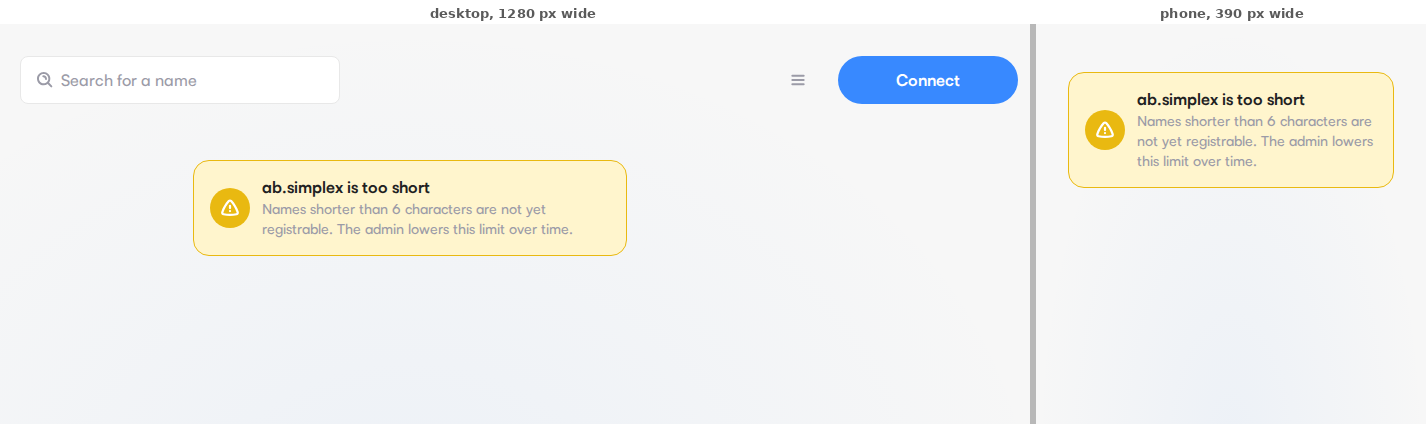 desktop, 1280 px wide
Search for a name
Connect
ab.simplex is too short
Names shorter than 6 characters are not yet
registrable. The admin lowers this limit over time.
phone, 390 px wide
ab.simplex is too short
Names shorter than 6 characters are
not yet registrable. The admin lowers
this limit over time.